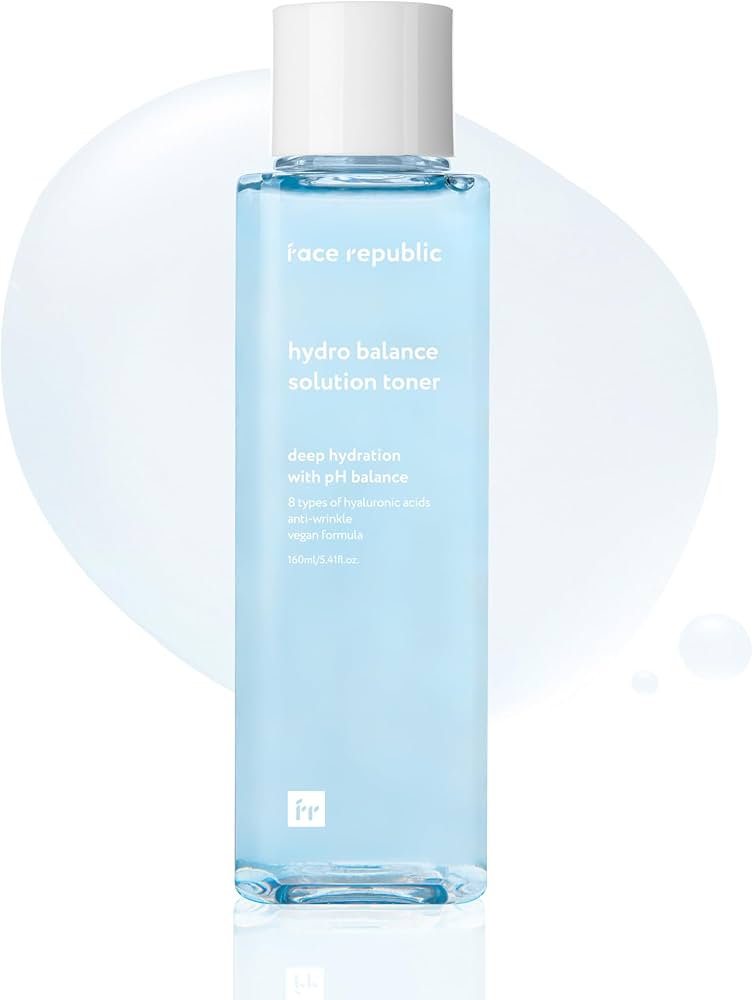 face republic
hydro balance
solution toner
deep hydration
with pH balance
8 types of hyaluronic acids
anti-wrinkle
vegan formula
160ml/5.41fl.oz.
fr